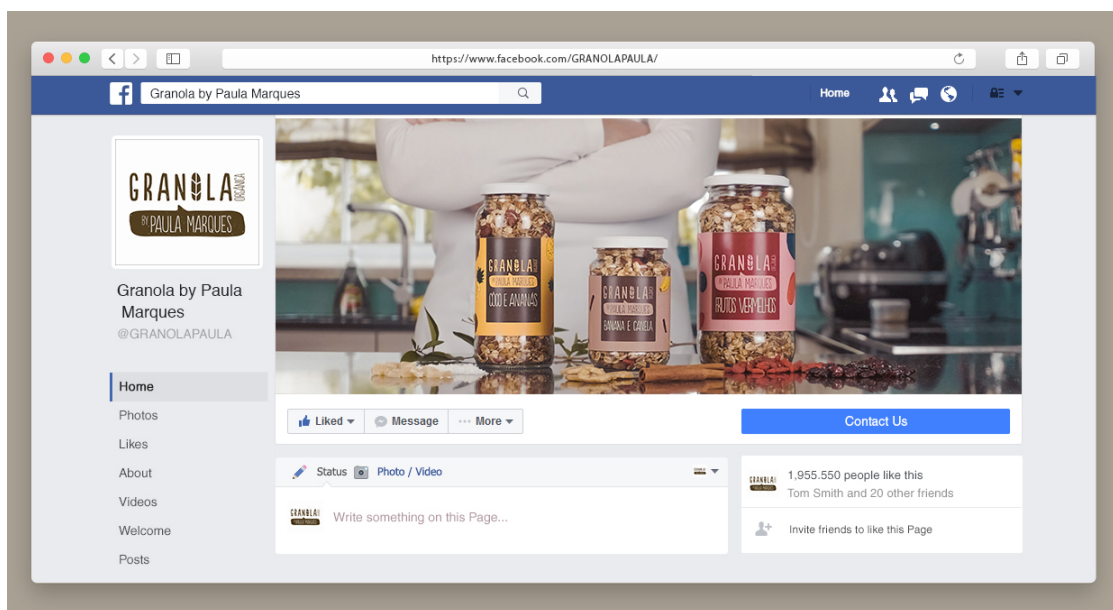 https://www.facebook.com/GRANOLAPAULA/
Granola by Paula Marques
Home
GRANOLA
ORGÂNICA
BY PAULA MARQUES
Granola by Paula
Marques
@GRANOLAPAULA
Home
Photos
Likes
About
Videos
Welcome
Posts
GRANOLA
BY PAULA MARQUES
COCO E ANANÁS
GRANOLA
BY PAULA MARQUES
BANANA E CANELA
GRANOLA
BY PAULA MARQUES
FRUTOS VERMELHOS
Liked
Message
More
Contact Us
Status
Photo / Video
GRANOLA
Write something on this Page...
GRANOLA
1,955.550 people like this
Tom Smith and 20 other friends
Invite friends to like this Page